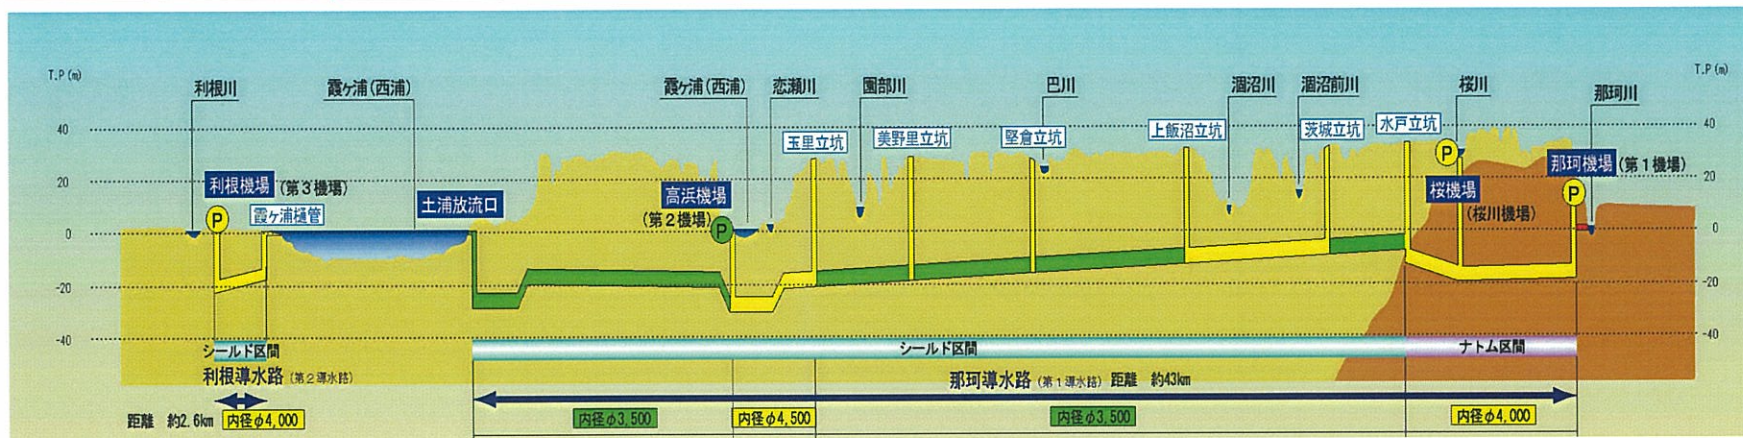 T.P(m)
利根川
霞ヶ浦(西浦)
霞ヶ浦(西浦)
恋瀬川
園部川
巴川
涸沼川
涸沼前川
桜川
那珂川
T.P(m)
40
40
玉里立坑
美野里立坑
堅倉立坑
上飯沼立坑
茨城立坑
水戸立坑
P
那珂機場(第1機場)
20
20
利根機場(第3機場)
土浦放流口
高浜機場
(第2機場)
桜機場
(桜川機場)
P
霞ヶ浦樋管
P
P
0
0
-20
-20
-40
-40
シールド区間
シールド区間
ナトム区間
利根導水路(第2導水路)
那珂導水路(第1導水路) 距離 約43km
距離 約2.6km 内径φ4,000
内径φ3,500
内径φ4,500
内径φ3,500
内径φ4,000